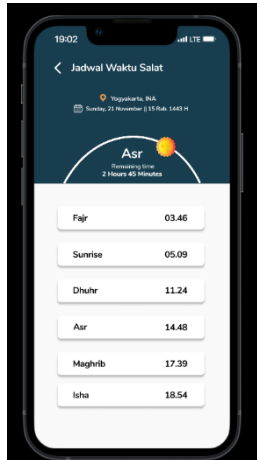 19:02 LTE
Jadwal Waktu Salat
Yogyakarta, INA
Sunday, 21 November || 15 Rab. 1443 H
Asr
Remaining time
2 Hours 45 Minutes
Fajr 03.46
Sunrise 05.09
Dhuhr 11.24
Asr 14.48
Maghrib 17.39
Isha 18.54